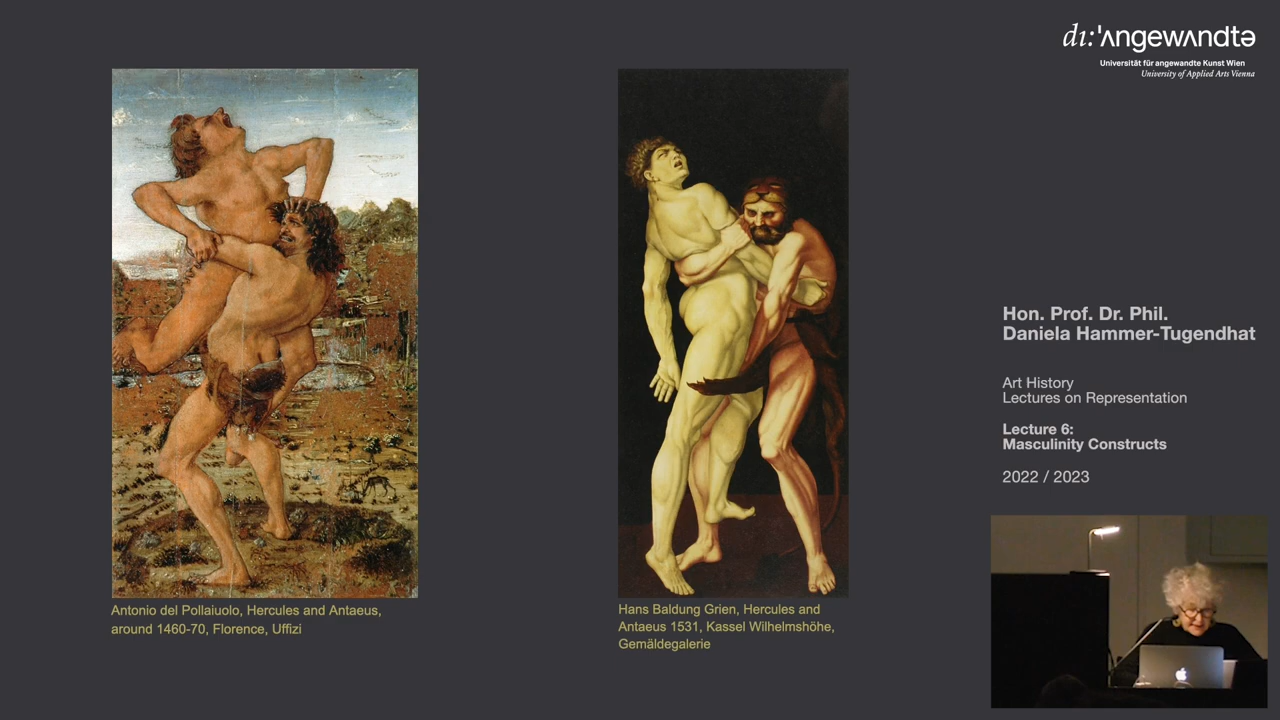 dı:'ʌngewʌndtə
Universität für angewandte Kunst Wien
University of Applied Arts Vienna
Hon. Prof. Dr. Phil.
Daniela Hammer-Tugendhat
Art History
Lectures on Representation
Lecture 6:
Masculinity Constructs
2022 / 2023
Antonio del Pollaiuolo, Hercules and Antaeus,
around 1460-70, Florence, Uffizi
Hans Baldung Grien, Hercules and
Antaeus 1531, Kassel Wilhelmshöhe,
Gemäldegalerie